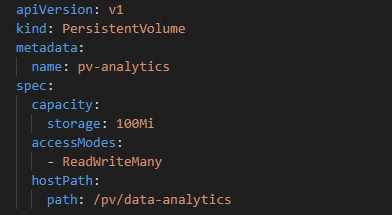 apiVersion: v1
kind: PersistentVolume
metadata:
  name: pv-analytics
spec:
  capacity:
    storage: 100Mi
  accessModes:
    - ReadWriteMany
  hostPath:
    path: /pv/data-analytics